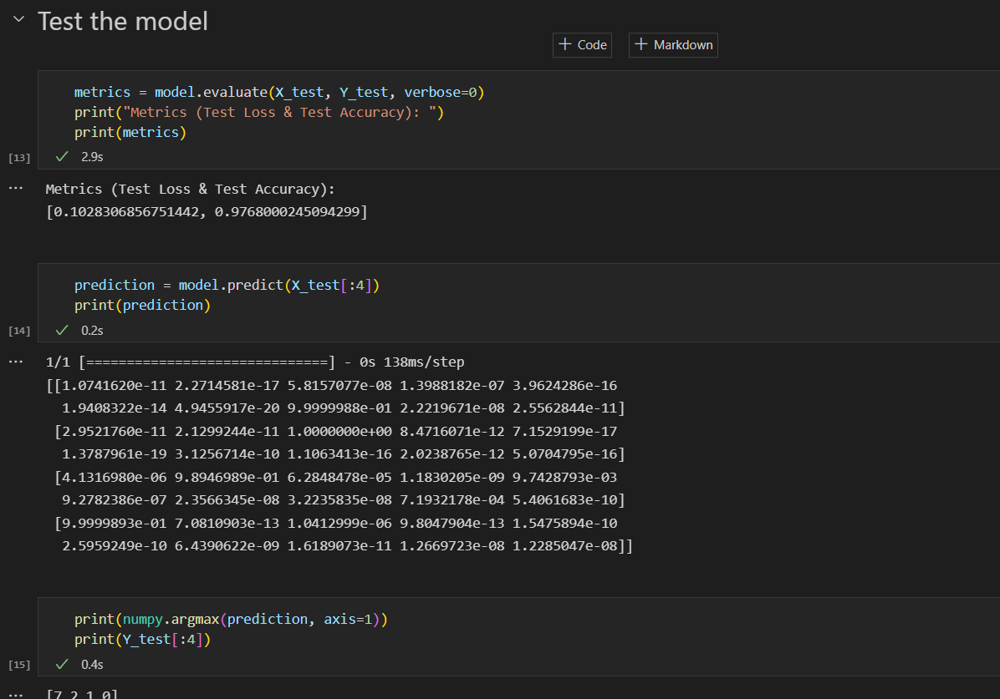 Test the model
+ Code + Markdown
metrics = model.evaluate(X_test, Y_test, verbose=0)
print("Metrics (Test Loss & Test Accuracy): ")
print(metrics)
[13] 2.9s
... Metrics (Test Loss & Test Accuracy):
[0.1028306856751442, 0.9768000245094299]
prediction = model.predict(X_test[:4])
print(prediction)
[14] 0.2s
... 1/1 [==============================] - 0s 138ms/step
[[1.0741620e-11 2.2714581e-17 5.8157077e-08 1.3988182e-07 3.9624286e-16
1.9408322e-14 4.9455917e-20 9.9999988e-01 2.2219671e-08 2.5562844e-11]
[2.9521760e-11 2.1299244e-11 1.0000000e+00 8.4716071e-12 7.1529199e-17
1.3787961e-19 3.1256714e-10 1.1063413e-16 2.0238765e-12 5.0704795e-16]
[4.1316980e-06 9.8946989e-01 6.2848478e-05 1.1830205e-09 9.7428793e-03
9.2782386e-07 2.3566345e-08 3.2235835e-08 7.1932178e-04 5.4061683e-10]
[9.9999893e-01 7.0810903e-13 1.0412999e-06 9.8047904e-13 1.5475894e-10
2.5959249e-10 6.4390622e-09 1.6189073e-11 1.2669723e-08 1.2285047e-08]]
print(numpy.argmax(prediction, axis=1))
print(Y_test[:4])
[15] 0.4s
... [7 2 1 0]